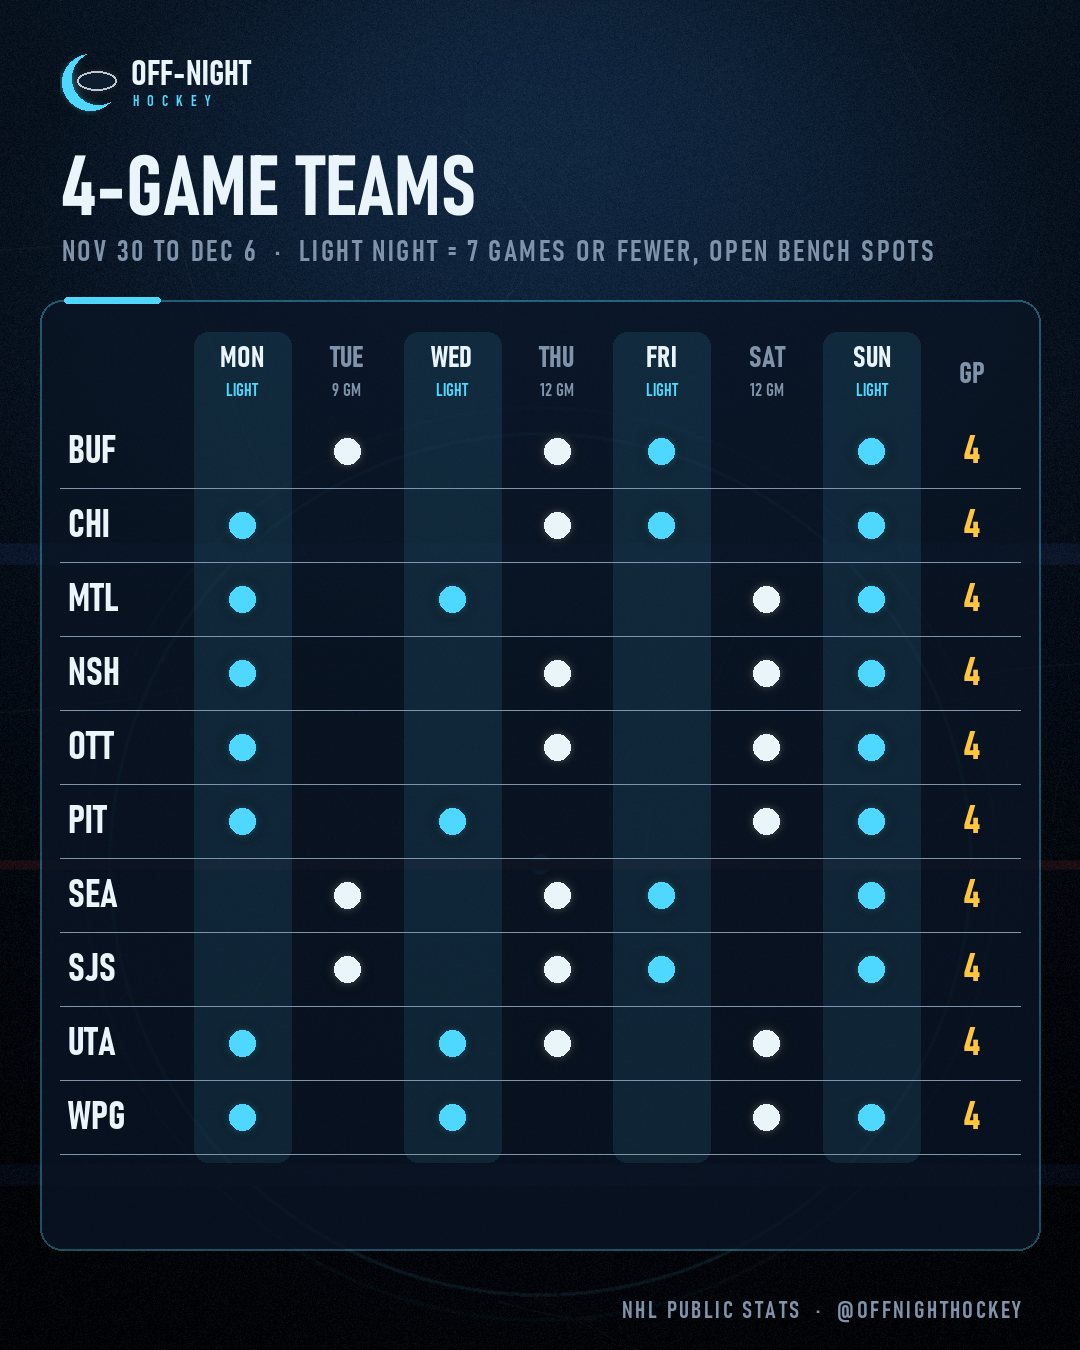 OFF-NIGHT
HOCKEY
4-GAME TEAMS
NOV 30 TO DEC 6 · LIGHT NIGHT = 7 GAMES OR FEWER, OPEN BENCH SPOTS
MON TUE WED THU FRI SAT SUN GP
LIGHT 9 GM LIGHT 12 GM LIGHT 12 GM LIGHT
BUF 4
CHI 4
MTL 4
NSH 4
OTT 4
PIT 4
SEA 4
SJS 4
UTA 4
WPG 4
NHL PUBLIC STATS · @OFFNIGHTHOCKEY